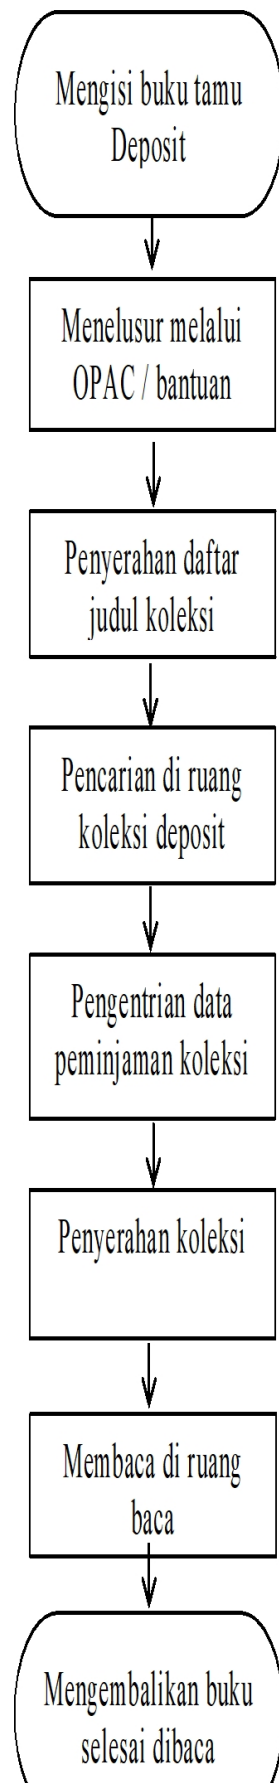 Mengisi buku tamu
Deposit
Menelusur melalui
OPAC / bantuan
Penyerahan daftar
judul koleksi
Pencarian di ruang
koleksi deposit
Pengentrian data
peminjaman koleksi
Penyerahan koleksi
Membaca di ruang
baca
Mengembalikan buku
selesai dibaca